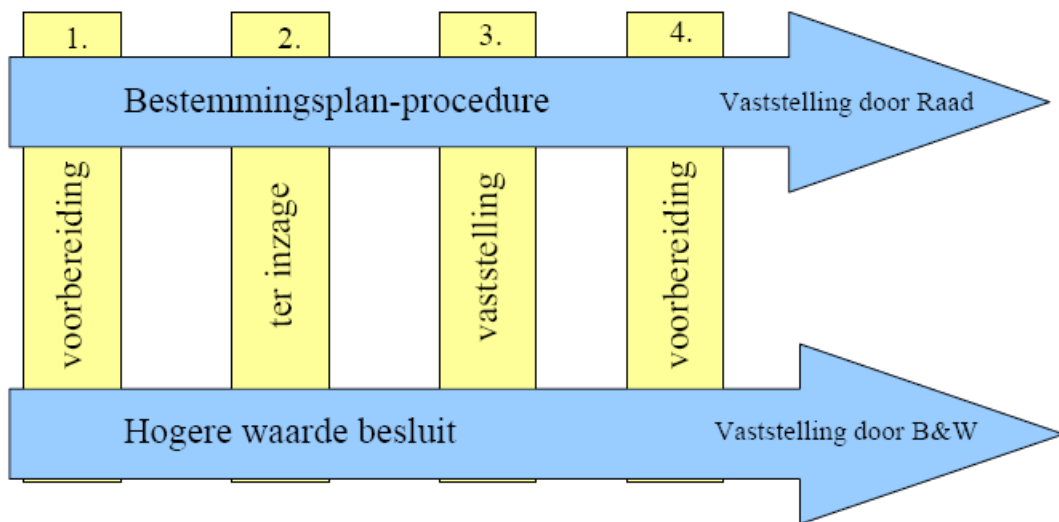 1.
2.
3.
4.
Bestemmingsplan-procedure
Vaststelling door Raad
voorbereiding
ter inzage
vaststelling
voorbereiding
Hogere waarde besluit
Vaststelling door B&W